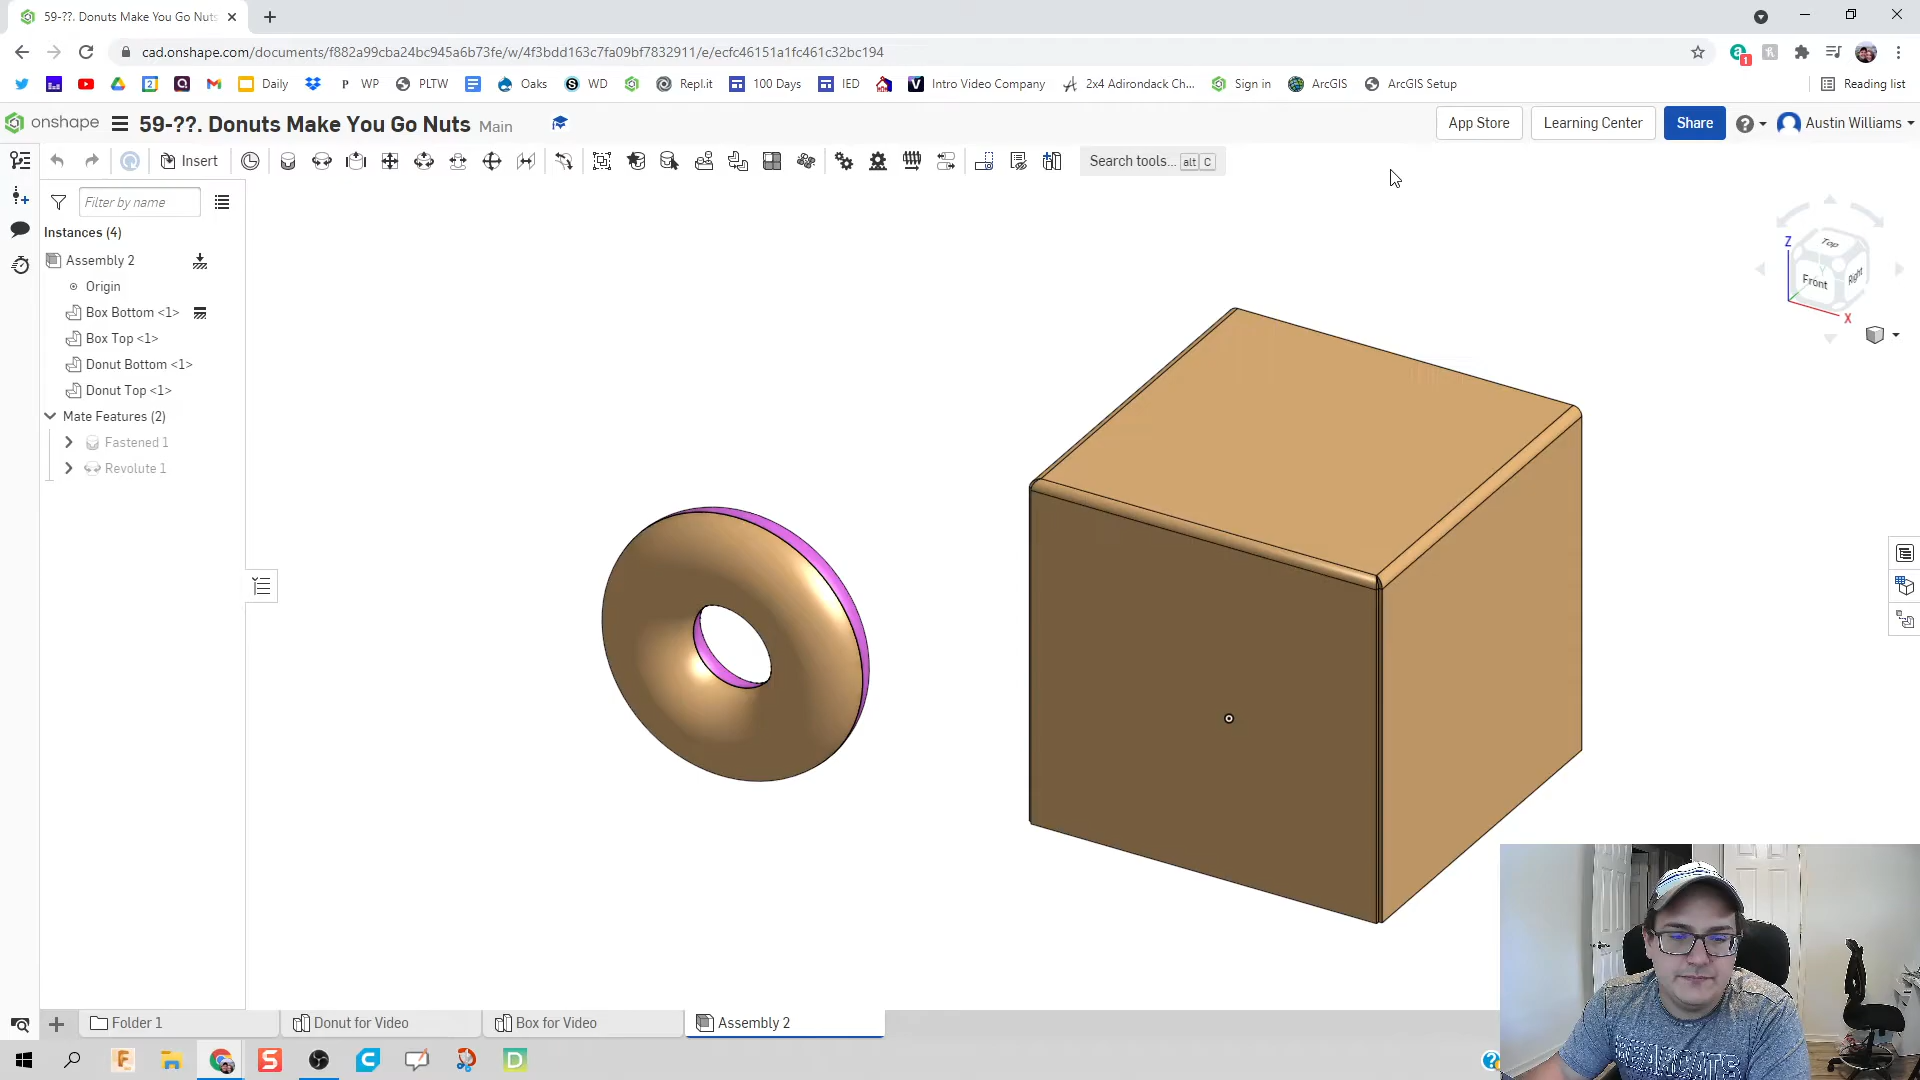 59-??. Donuts Make You Go Nuts
cad.onshape.com/documents/f882a99cba24bc945a6b73fe/w/4f3bdd163c7fa09bf7832911/e/ecfc46151a1fc461c32bc194
1
Daily P WP PLTW Oaks WD Repl.it 100 Days IED Intro Video Company 2x4 Adirondack Ch... Sign in ArcGIS ArcGIS Setup Reading list
onshape 59-??. Donuts Make You Go Nuts Main App Store Learning Center Share Austin Williams
Insert Search tools... alt C
Filter by name
Instances (4)
Assembly 2
Origin
Box Bottom <1>
Box Top <1>
Donut Bottom <1>
Donut Top <1>
Mate Features (2)
Fastened 1
Revolute 1
Z
Top
Front Right
X
Folder 1 Donut for Video Box for Video Assembly 2